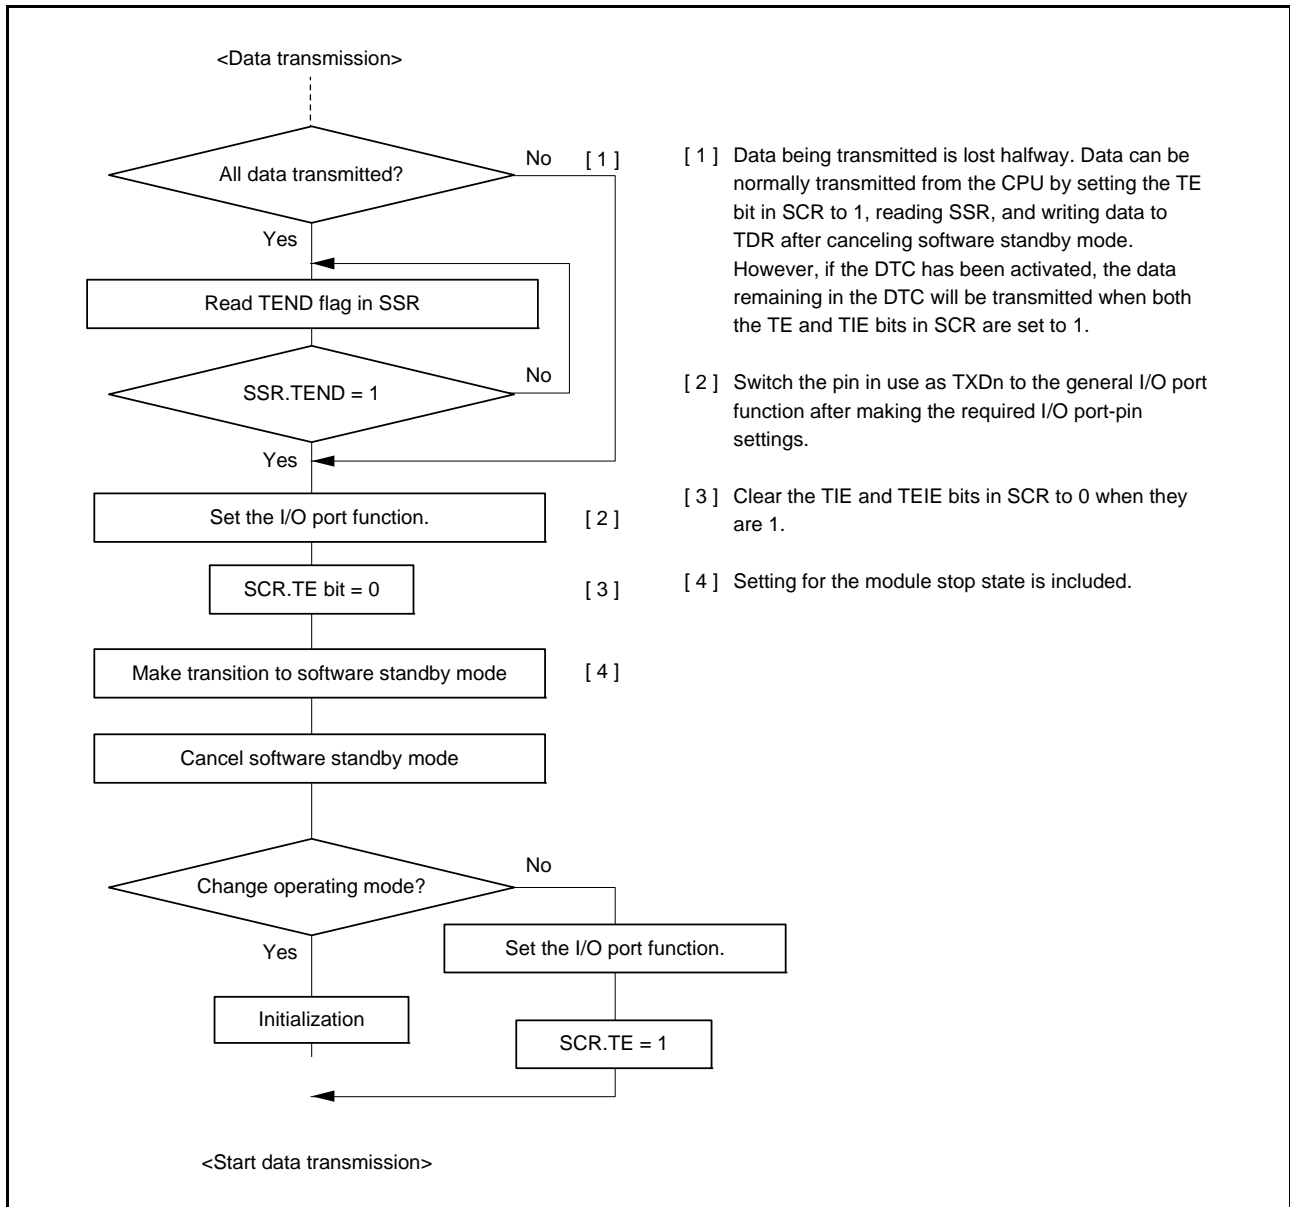 <Data transmission>
All data transmitted?
No
[ 1 ]
Yes
Read TEND flag in SSR
SSR.TEND = 1
No
Yes
Set the I/O port function.
[ 2 ]
SCR.TE bit = 0
[ 3 ]
Make transition to software standby mode
[ 4 ]
Cancel software standby mode
Change operating mode?
No
Yes
Set the I/O port function.
Initialization
SCR.TE = 1
<Start data transmission>
[ 1 ] Data being transmitted is lost halfway. Data can be
normally transmitted from the CPU by setting the TE
bit in SCR to 1, reading SSR, and writing data to
TDR after canceling software standby mode.
However, if the DTC has been activated, the data
remaining in the DTC will be transmitted when both
the TE and TIE bits in SCR are set to 1.
[ 2 ] Switch the pin in use as TXDn to the general I/O port
function after making the required I/O port-pin
settings.
[ 3 ] Clear the TIE and TEIE bits in SCR to 0 when they
are 1.
[ 4 ] Setting for the module stop state is included.